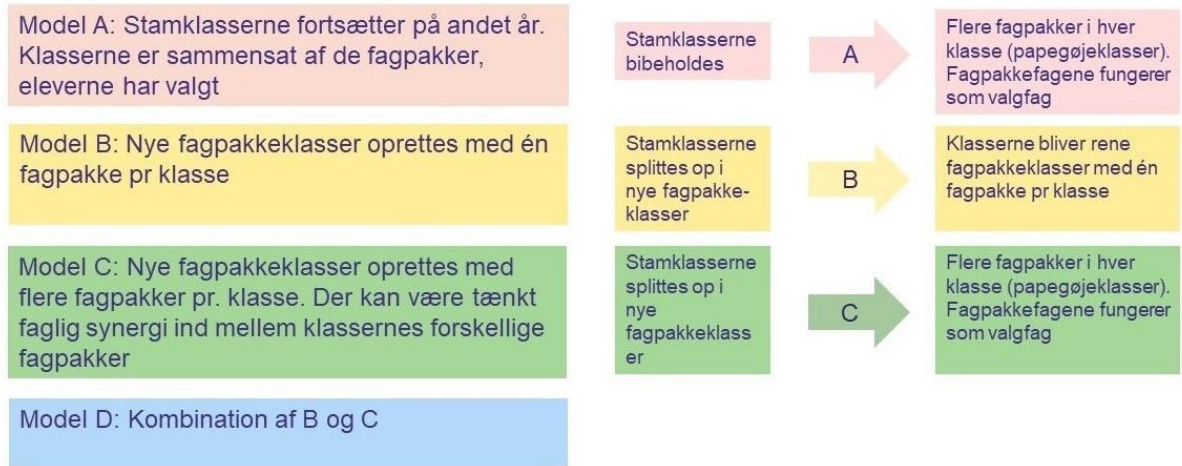 Model A: Stamklasserne fortsætter på andet år.
Klasserne er sammensat af de fagpakker,
eleverne har valgt
Stamklasserne
bibeholdes
A
Flere fagpakker i hver
klasse (papegøjeklasser).
Fagpakkefagene fungerer
som valgfag
Model B: Nye fagpakkeklasser oprettes med én
fagpakke pr klasse
Stamklasserne
splittes op i
nye fagpakke-
klasser
B
Klasserne bliver rene
fagpakkeklasser med én
fagpakke pr klasse
Model C: Nye fagpakkeklasser oprettes med
flere fagpakker pr. klasse. Der kan være tænkt
faglig synergi ind mellem klassernes forskellige
fagpakker
Stamklasserne
splittes op i
nye
fagpakkeklass
er
C
Flere fagpakker i hver
klasse (papegøjeklasser).
Fagpakkefagene fungerer
som valgfag
Model D: Kombination af B og C